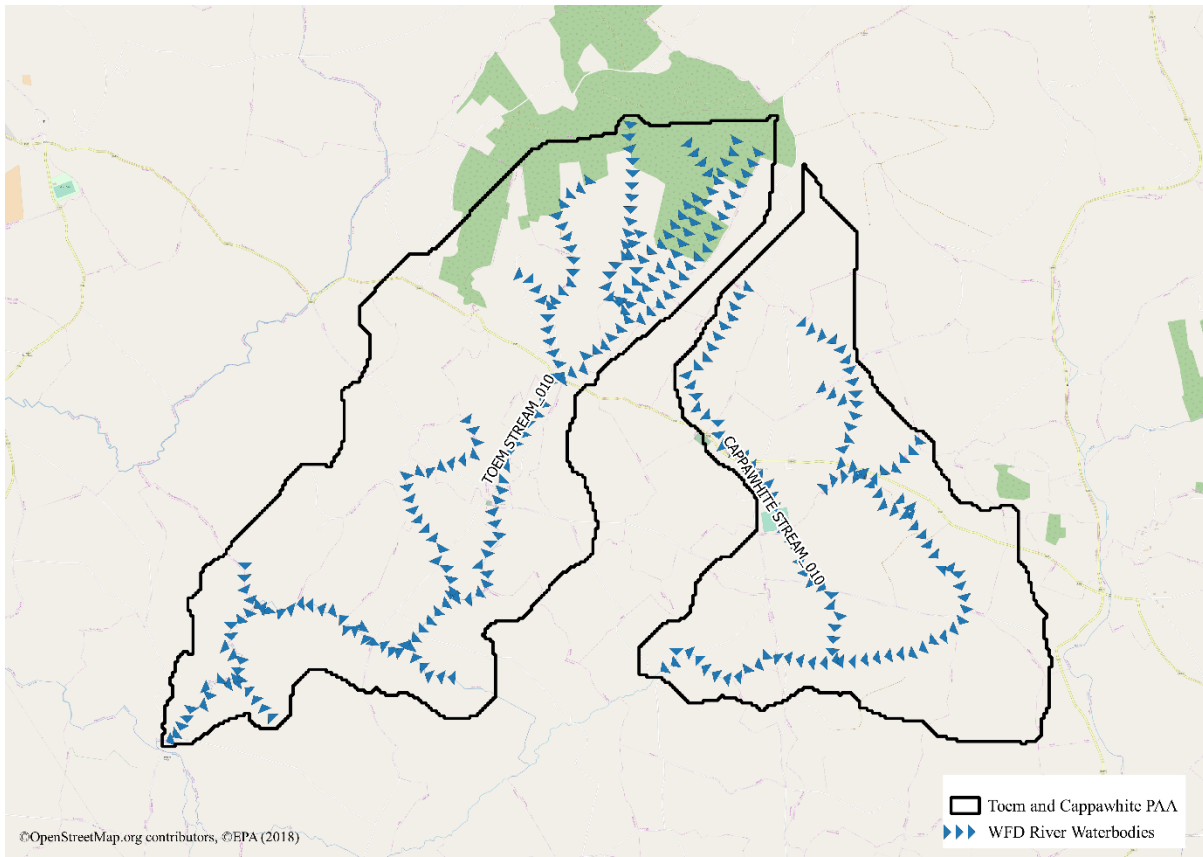 TOEM STREAM_010
CAPPAWHITE STREAM_010
Toem and Cappawhite PAA
WFD River Waterbodies
©OpenStreetMap.org contributors, ©EPA (2018)